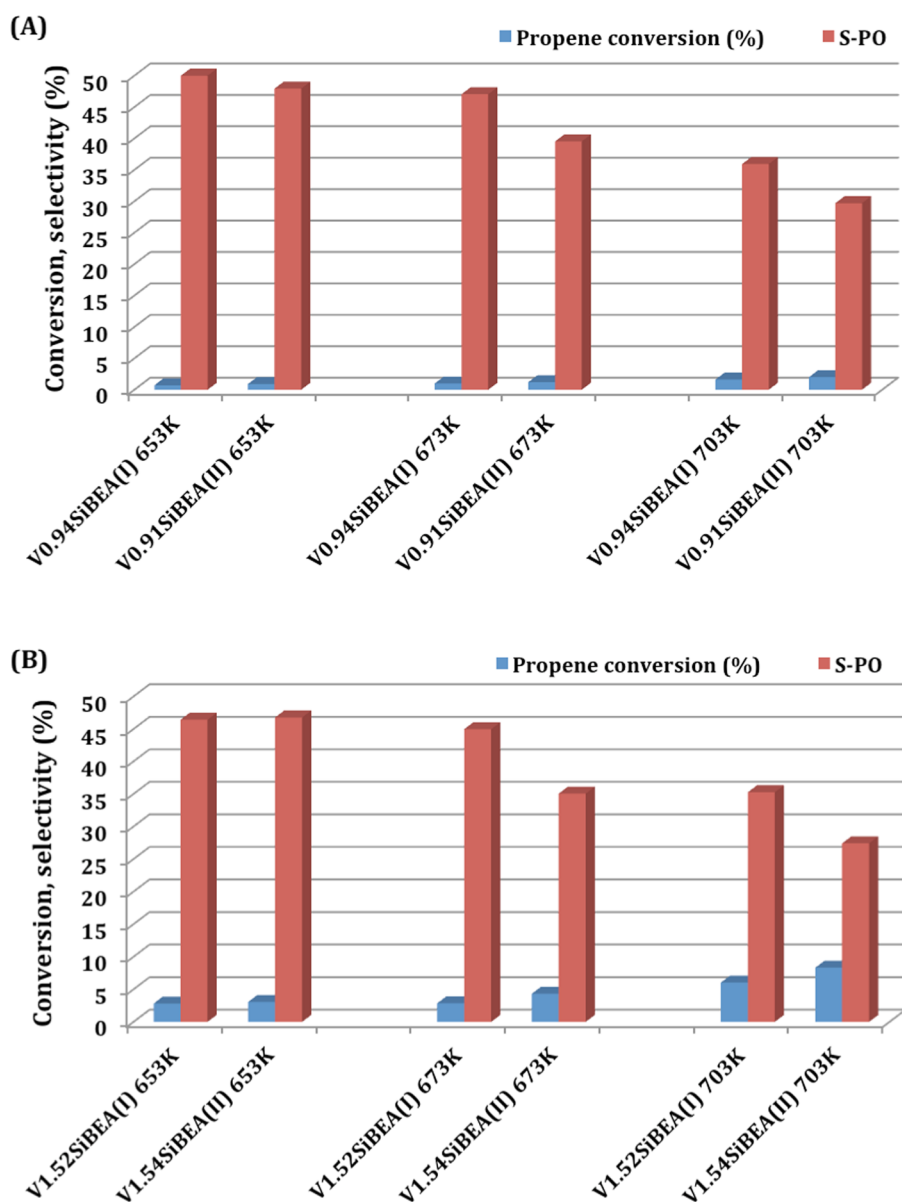 (A)
Propene conversion (%) S-PO
Conversion, selectivity (%)
50
45
40
35
30
25
20
15
10
5
0
V0.94SiBEA(I) 653K
V0.91SiBEA(II) 653K
V0.94SiBEA(I) 673K
V0.91SiBEA(II) 673K
V0.94SiBEA(I) 703K
V0.91SiBEA(II) 703K
(B)
Propene conversion (%) S-PO
Conversion, selectivity (%)
50
45
40
35
30
25
20
15
10
5
0
V1.52SiBEA(I) 653K
V1.54SiBEA(II) 653K
V1.52SiBEA(I) 673K
V1.54SiBEA(II) 673K
V1.52SiBEA(I) 703K
V1.54SiBEA(II) 703K